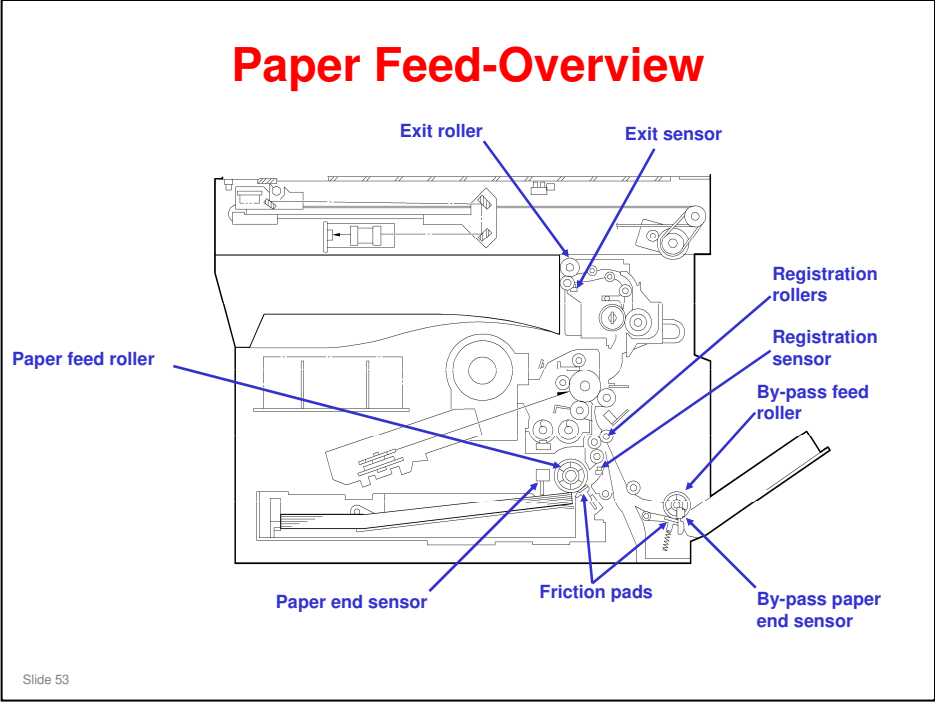 Paper Feed-Overview
Exit roller
Exit sensor
Registration
rollers
Registration
sensor
Paper feed roller
By-pass feed
roller
Paper end sensor
Friction pads
By-pass paper
end sensor
Slide 53